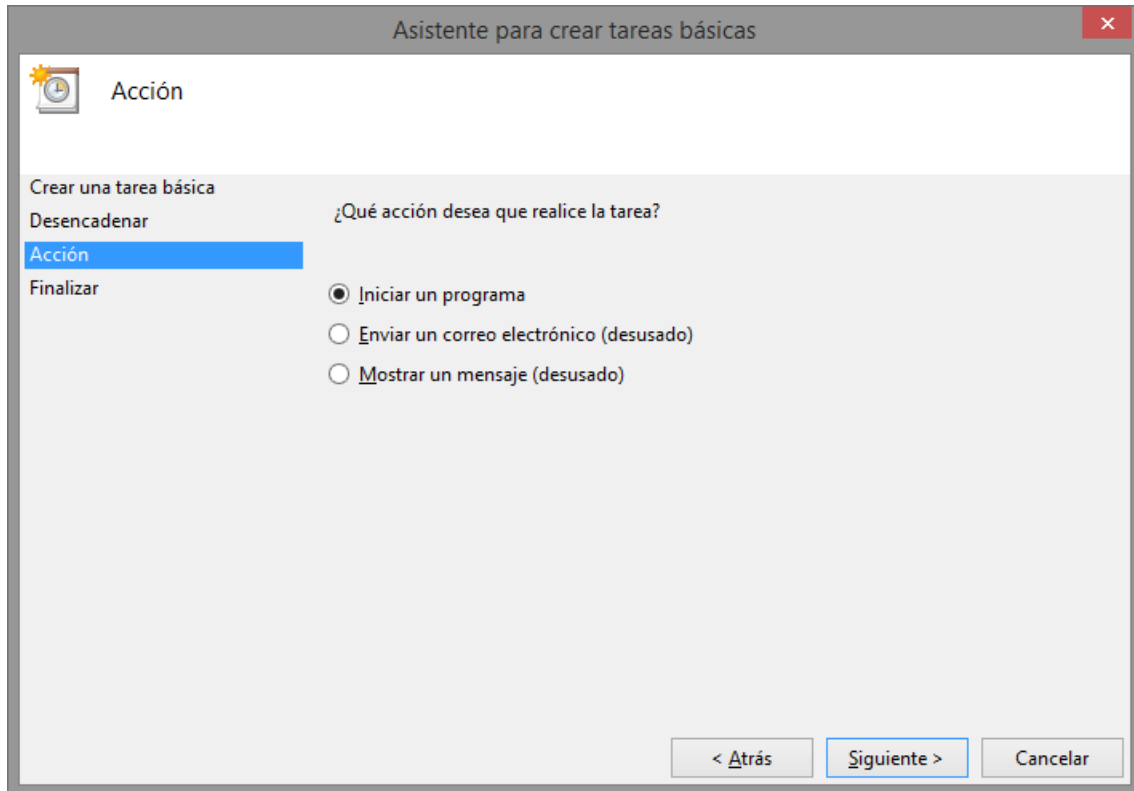 Asistente para crear tareas básicas
Acción
Crear una tarea básica
Desencadenar
Acción
Finalizar
¿Qué acción desea que realice la tarea?
Iniciar un programa
Enviar un correo electrónico (desusado)
Mostrar un mensaje (desusado)
< Atrás
Siguiente >
Cancelar